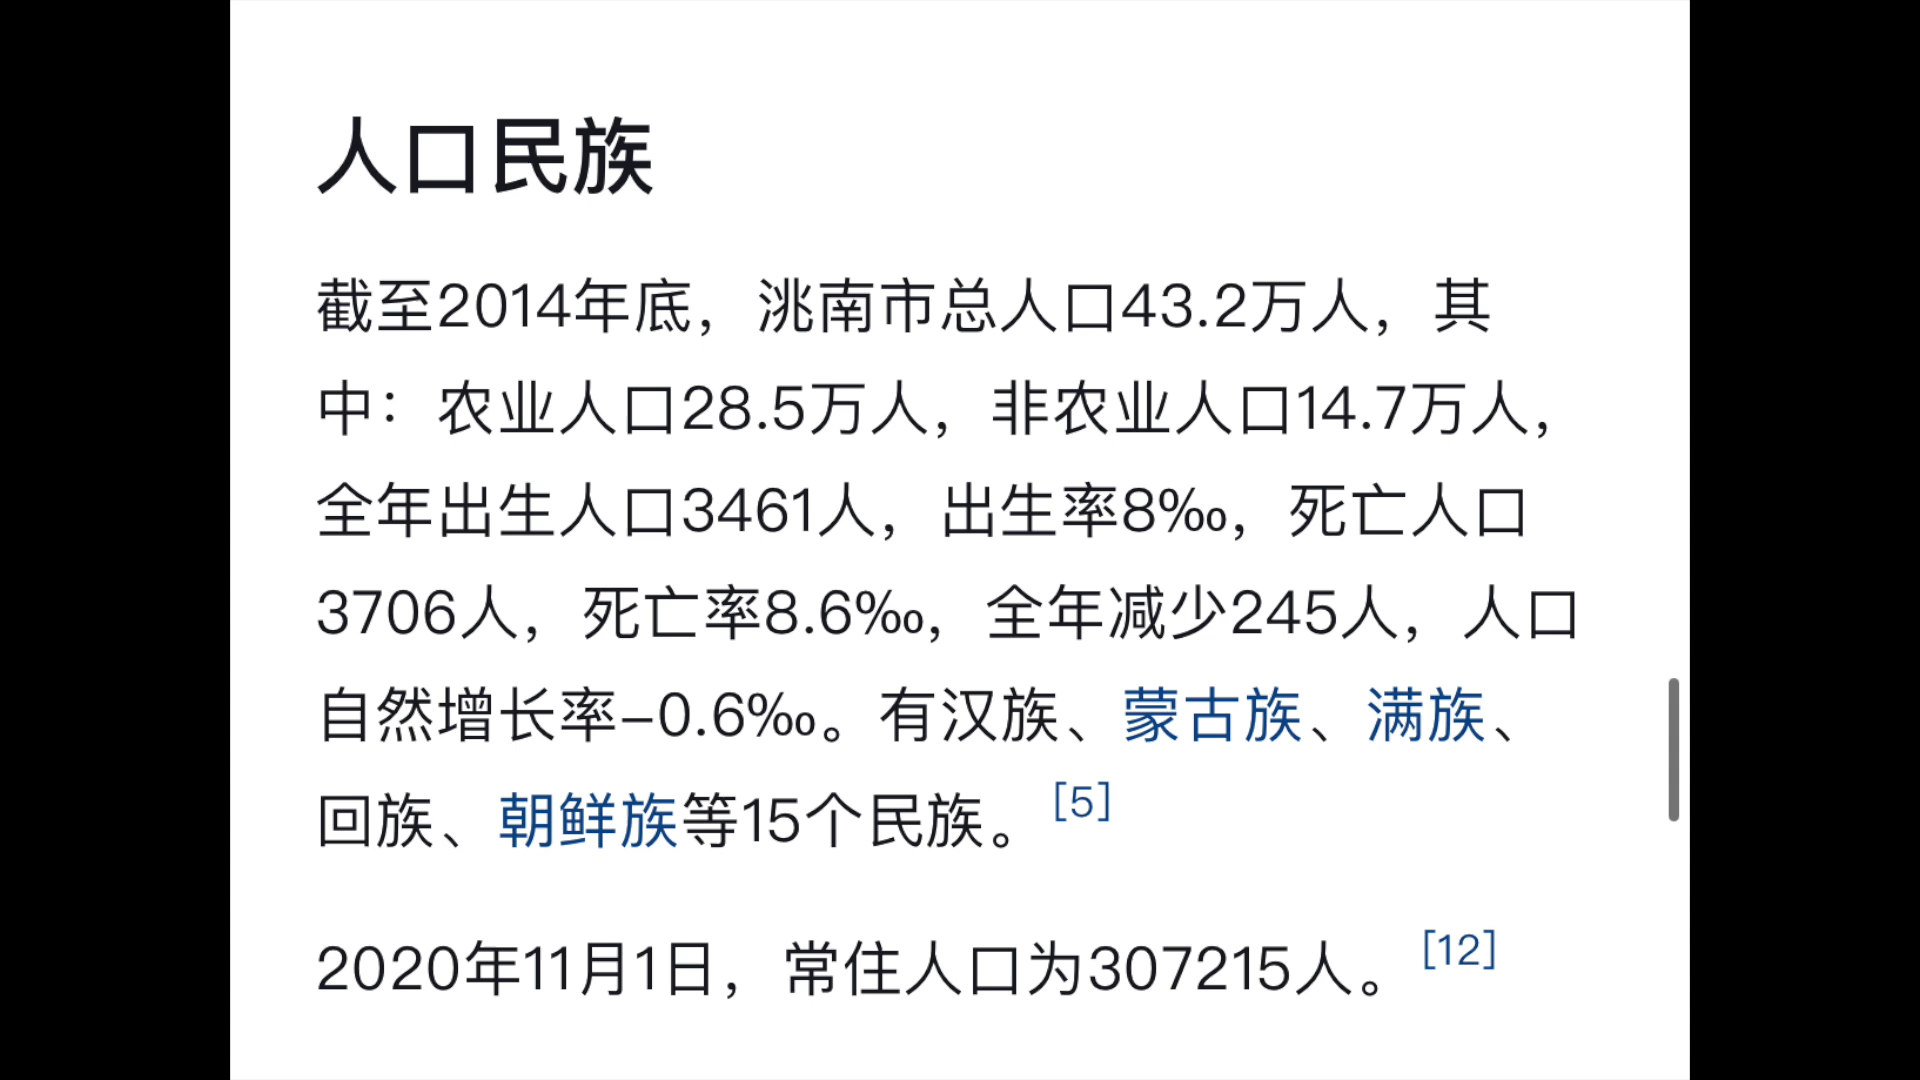 人口民族
截至2014年底，洮南市总人口43.2万人，其
中：农业人口28.5万人，非农业人口14.7万人，
全年出生人口3461人，出生率8‰，死亡人口
3706人，死亡率8.6‰，全年减少245人，人口
自然增长率–0.6‰。有汉族、蒙古族、满族、
回族、朝鲜族等15个民族。[5]
2020年11月1日，常住人口为307215人。[12]